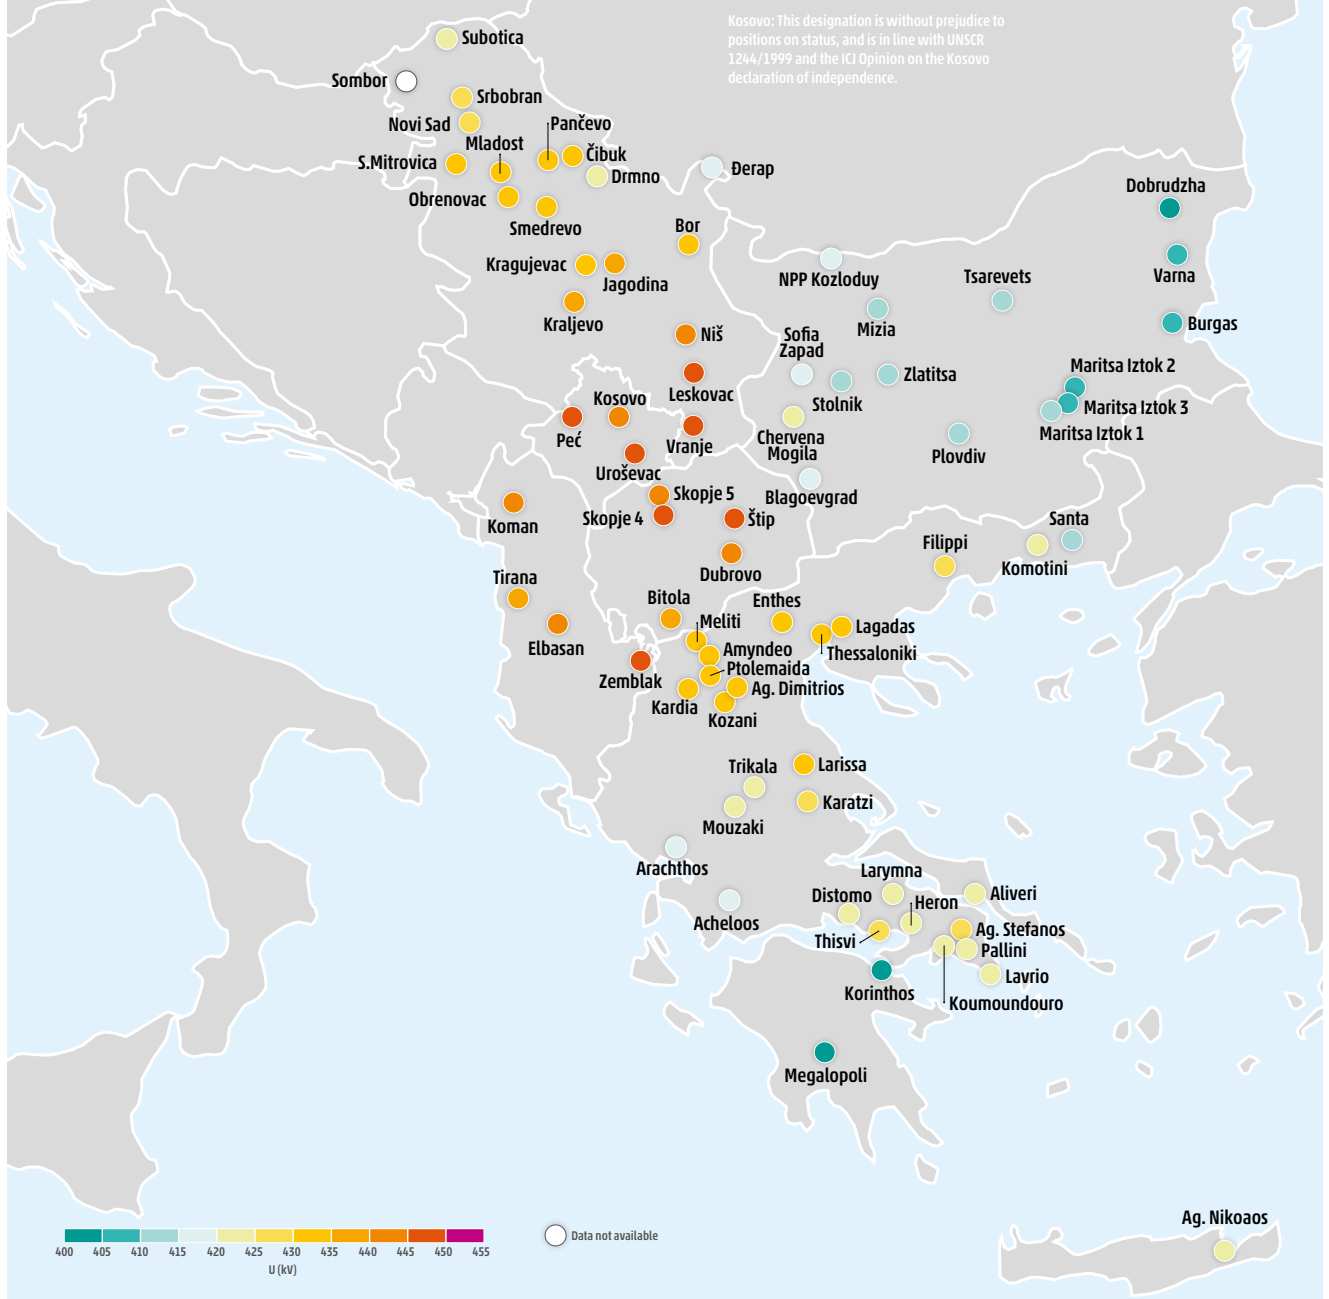 Kosovo: This designation is without prejudice to
positions on status, and is in line with UNSCR
1244/1999 and the ICJ Opinion on the Kosovo
declaration of independence.
Subotica
Sombor
Srbobran
Novi Sad
Pančevo
Mladost
Čibuk
S.Mitrovica
Drmno
Đerap
Obrenovac
Dobrudzha
Smedrevo
Bor
Kragujevac
Jagodina
NPP Kozloduy
Tsarevets
Varna
Kraljevo
Niš
Sofia
Zapad
Mizia
Burgas
Leskovac
Zlatitsa
Maritsa Iztok 2
Kosovo
Stolnik
Maritsa Iztok 3
Peć
Vranje
Chervena
Mogila
Maritsa Iztok 1
Plovdiv
Uroševac
Skopje 5
Blagoevgrad
Koman
Skopje 4
Štip
Santa
Filippi
Komotini
Dubrovo
Tirana
Bitola
Enthes
Meliti
Lagadas
Elbasan
Amyndeo
Thessaloniki
Ptolemaida
Zemblak
Ag. Dimitrios
Kardia
Kozani
Trikala
Larissa
Karatzi
Mouzaki
Arachthos
Larymna
Distomo
Heron
Aliveri
Acheloos
Thisvi
Ag. Stefanos
Pallini
Lavrio
Korinthos
Koumoundouro
Megalopoli
Ag. Nikoaos
Data not available
400 405 410 415 420 425 430 435 440 445 450 455
U (kV)